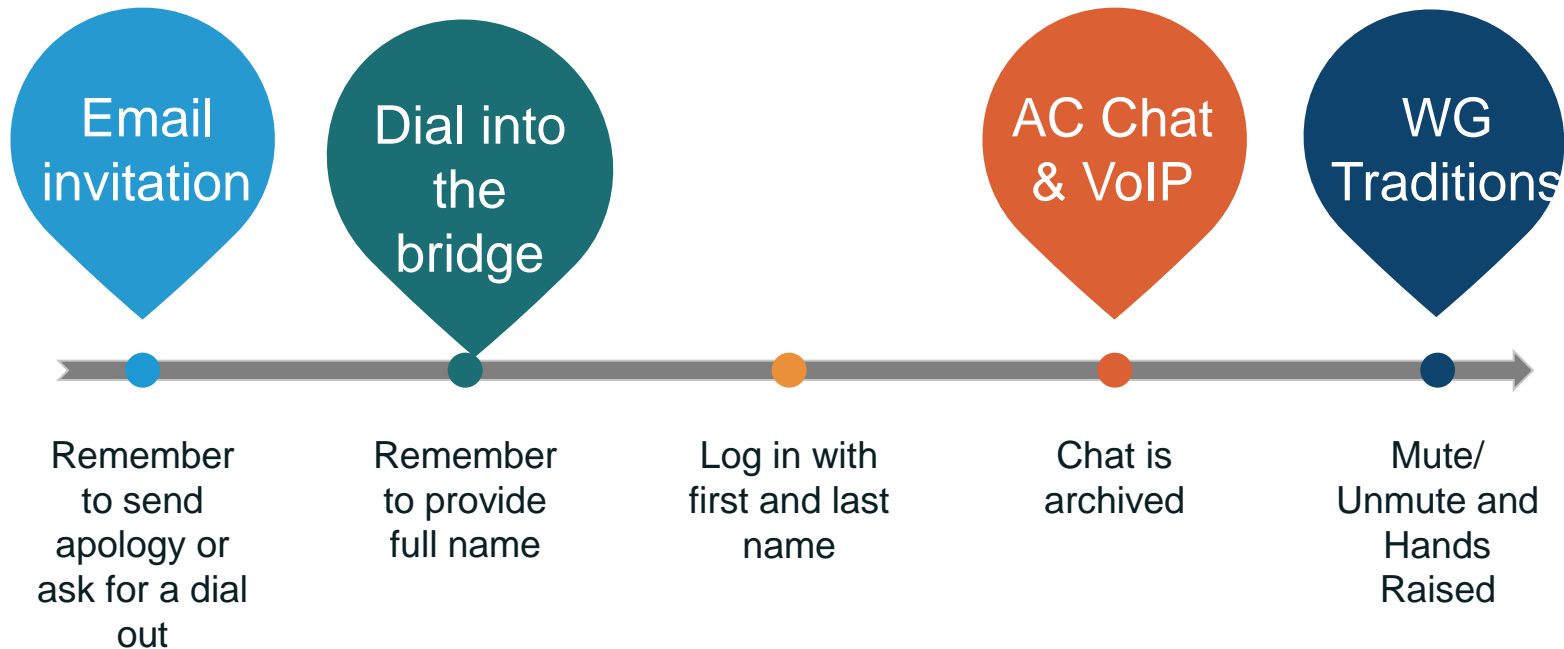 Email
invitation
Dial into
the
bridge
AC Chat
& VoIP
WG
Traditions
Remember
to send
apology or
ask for a dial
out
Remember
to provide
full name
Log in with
first and last
name
Chat is
archived
Mute/
Unmute and
Hands
Raised